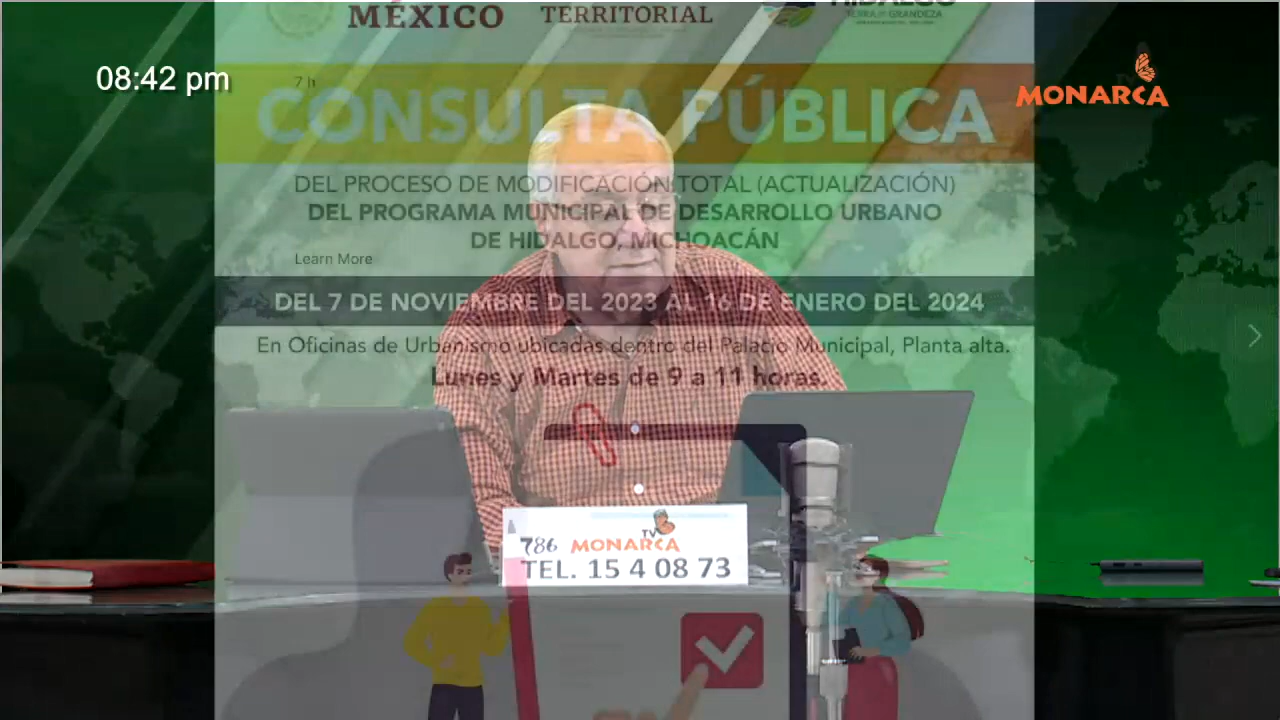 MÉXICO
TERRITORIAL
HIDALGO
08:42 pm
7 h
MONARCA
CONSULTA PÚBLICA
DEL PROCESO DE MODIFICACIÓN TOTAL (ACTUALIZACIÓN)
DEL PROGRAMA MUNICIPAL DE DESARROLLO URBANO
DE HIDALGO, MICHOACÁN
Learn More
DEL 7 DE NOVIEMBRE DEL 2023 AL 16 DE ENERO DEL 2024
En Oficinas de Urbanismo ubicadas dentro del Palacio Municipal, Planta alta.
Lunes y Martes de 9 a 11 horas.
TV
786 MONARCA
TEL. 15 4 08 73